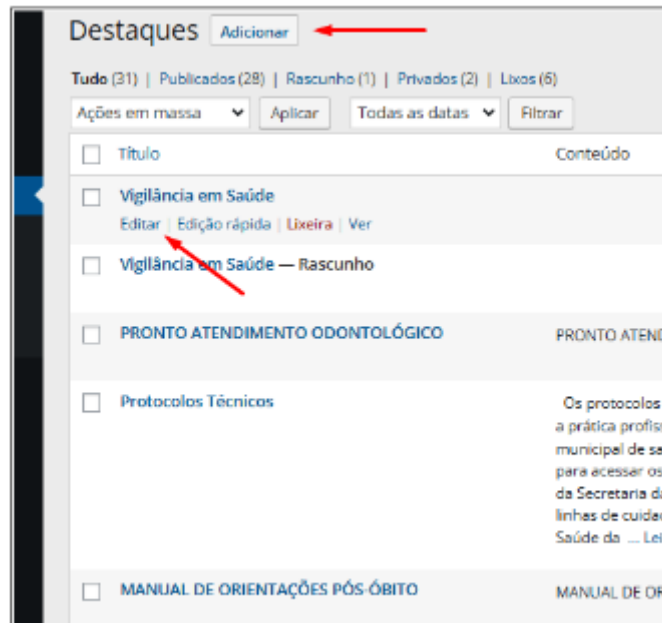 Destaques Adicionar
Tudo (31) | Publicados (28) | Rascunho (1) | Privados (2) | Lixos (6)
Ações em massa Aplicar Todas as datas Filtrar
Título Conteúdo
Vigilância em Saúde
Editar | Edição rápida | Lixeira | Ver
Vigilância em Saúde — Rascunho
PRONTO ATENDIMENTO ODONTOLÓGICO PRONTO ATEND
Protocolos Técnicos Os protocolos
a prática profiss
municipal de sa
para acessar os
da Secretaria da
linhas de cuidad
Saúde da ... Lei
MANUAL DE ORIENTAÇÕES PÓS-ÓBITO MANUAL DE OR